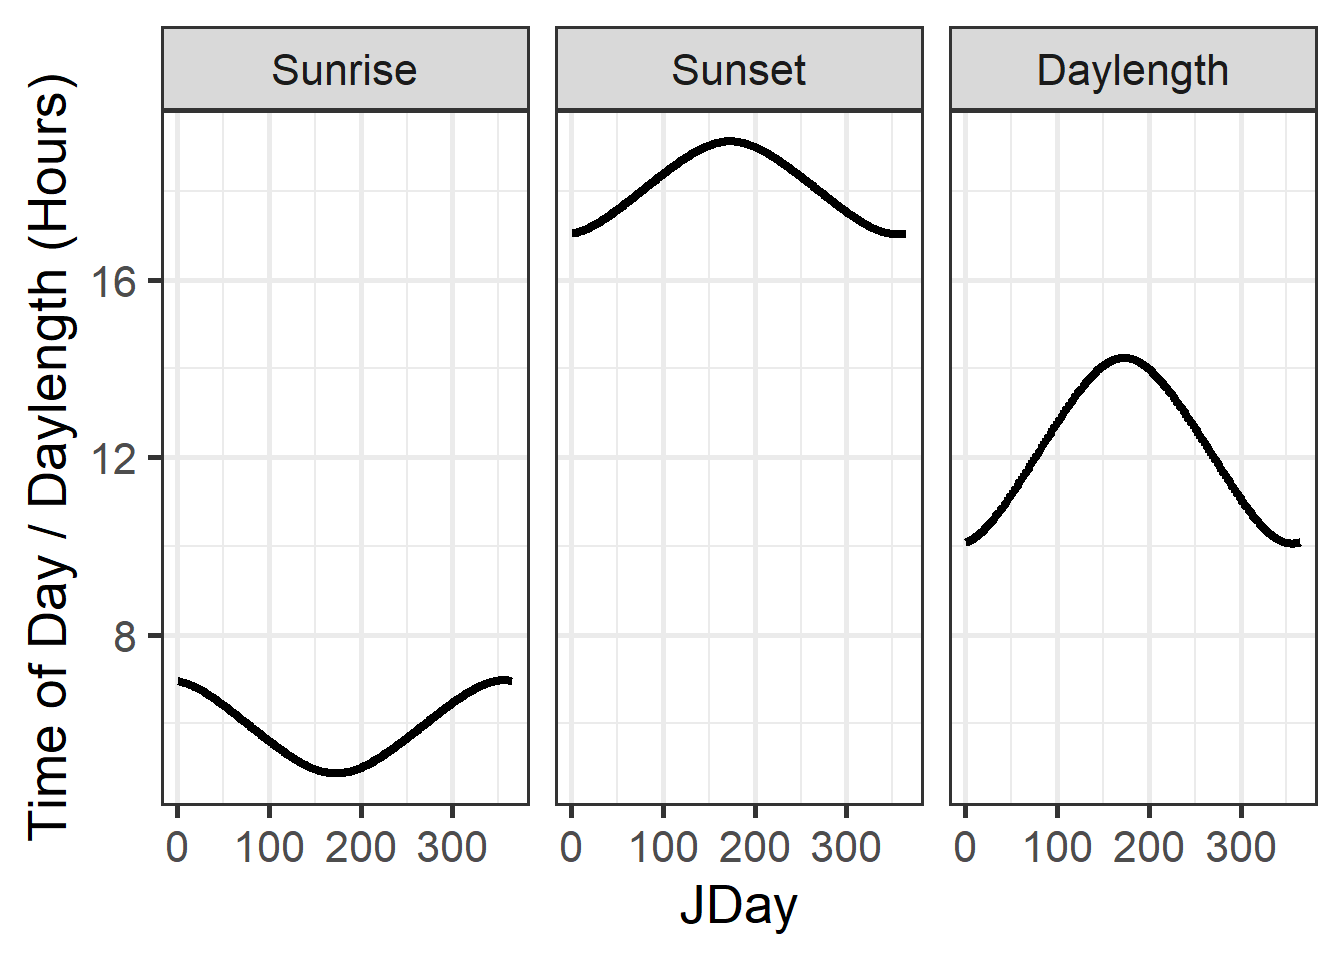 Sunrise Sunset Daylength
Time of Day / Daylength (Hours)
16
12
8
0 100 200 300 0 100 200 300 0 100 200 300
JDay